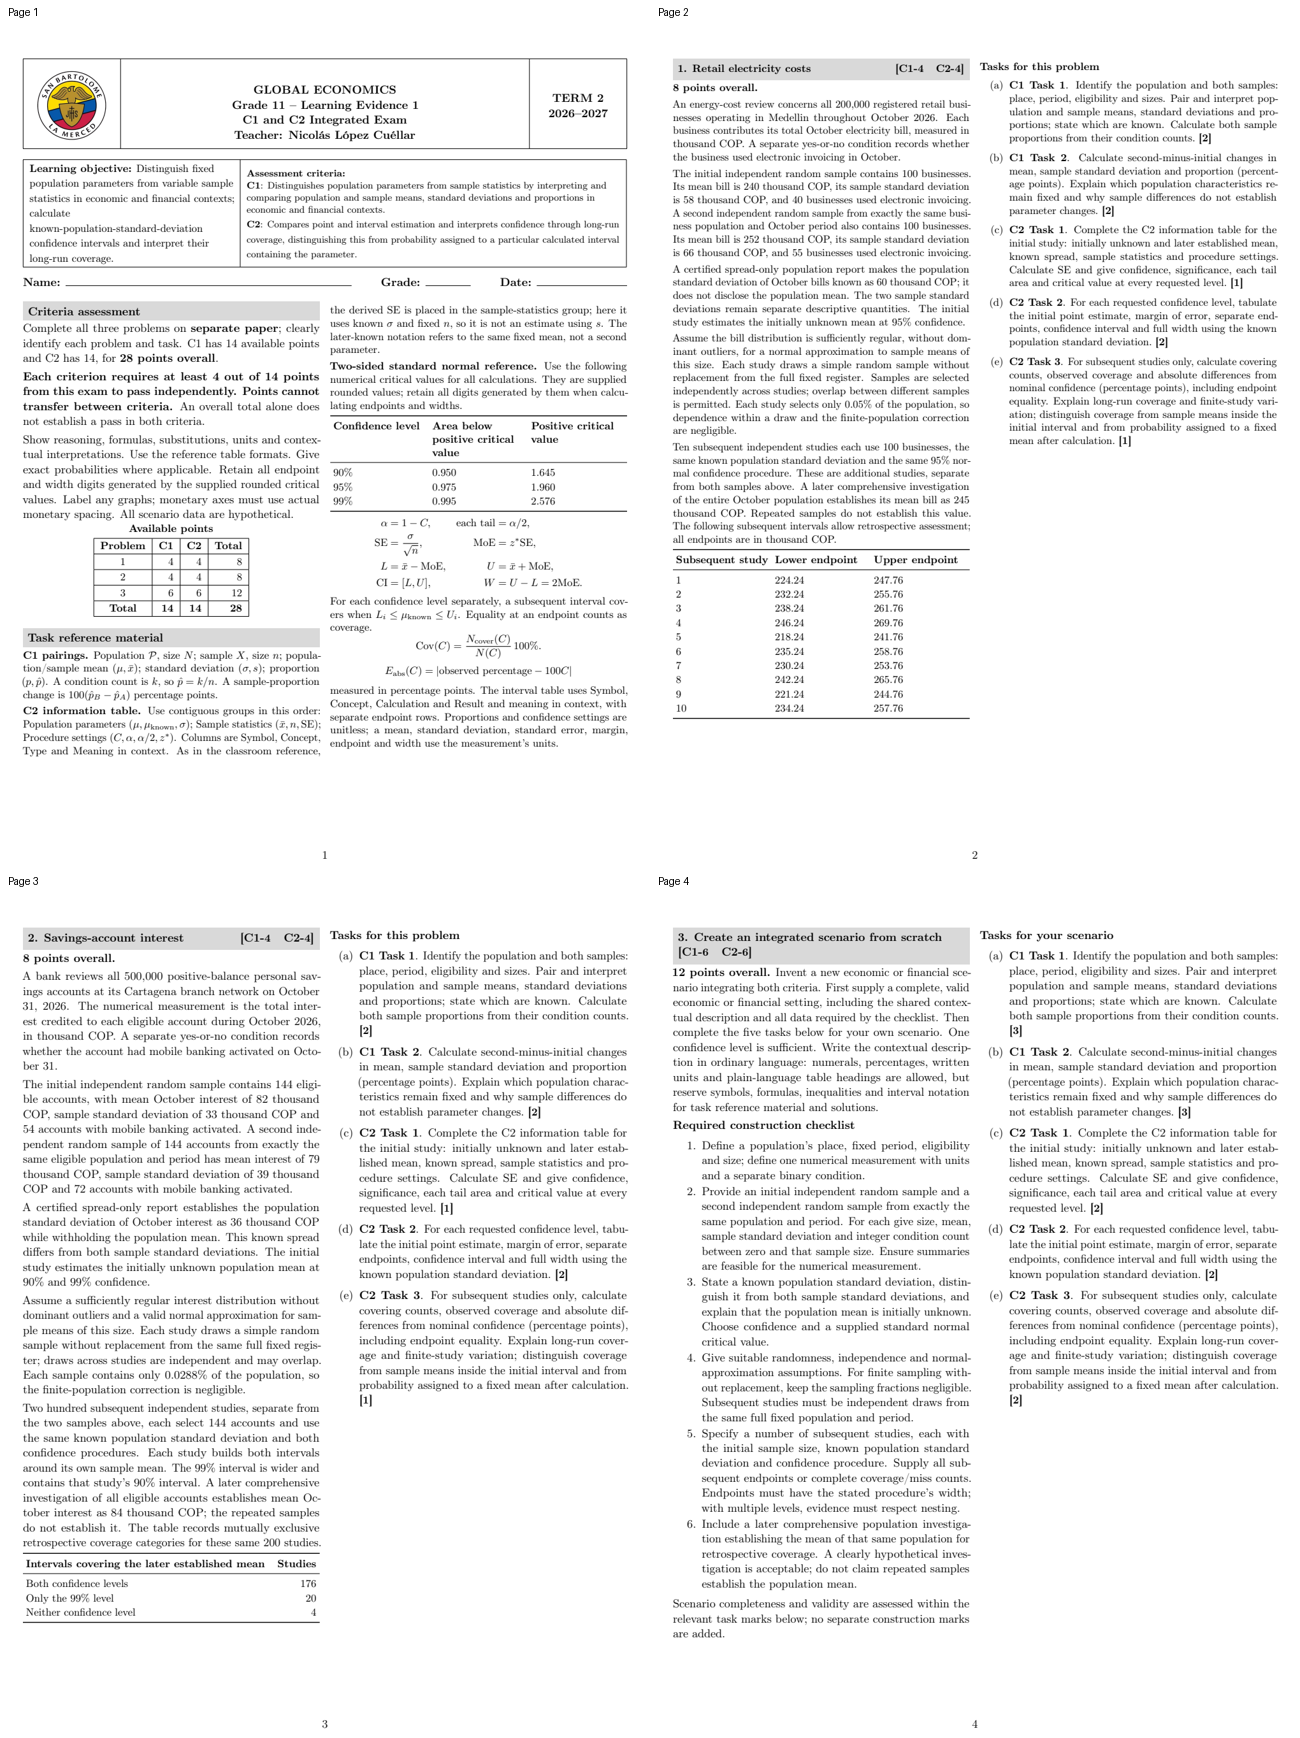 Page 1
SAN BARTOLOME
LA MERCED
GLOBAL ECONOMICS
Grade 11 – Learning Evidence 1
C1 and C2 Integrated Exam
Teacher: Nicolás López Cuéllar
TERM 2
2026–2027
Learning objective: Distinguish fixed
population parameters from variable sample
statistics in economic and financial contexts;
calculate
known-population-standard-deviation
confidence intervals and interpret their
long-run coverage.
Assessment criteria:
C1: Distinguishes population parameters from sample statistics by interpreting and
comparing population and sample means, standard deviations and proportions in
economic and financial contexts.
C2: Compares point and interval estimation and interprets confidence through long-run
coverage, distinguishing this from probability assigned to a particular calculated interval
containing the parameter.
Name: Grade: Date:
Criteria assessment
Complete all three problems on separate paper; clearly
identify each problem and task. C1 has 14 available points
and C2 has 14, for 28 points overall.
Each criterion requires at least 4 out of 14 points
from this exam to pass independently. Points cannot
transfer between criteria. An overall total alone does
not establish a pass in both criteria.
Show reasoning, formulas, substitutions, units and contex-
tual interpretations. Use the reference table formats. Give
exact probabilities where applicable. Retain all endpoint
and width digits generated by the supplied rounded critical
values. Label any graphs; monetary axes must use actual
monetary spacing. All scenario data are hypothetical.
Available points
Problem C1 C2 Total
1 4 4 8
2 4 4 8
3 6 6 12
Total 14 14 28
Task reference material
C1 pairings. Population P, size N; sample X, size n; popula-
tion/sample mean (μ, x̄); standard deviation (σ, s); proportion
(p, p̂). A condition count is k, so p̂ = k/n. A sample-proportion
change is 100(p̂B − p̂A) percentage points.
C2 information table. Use contiguous groups in this order:
Population parameters (μ, μknown, σ); Sample statistics (x̄, n, SE);
Procedure settings (C, α, α/2, z*). Columns are Symbol, Concept,
Type and Meaning in context. As in the classroom reference,
the derived SE is placed in the sample-statistics group; here it
uses known σ and fixed n, so it is not an estimate using s. The
later-known notation refers to the same fixed mean, not a second
parameter.
Two-sided standard normal reference. Use the following
numerical critical values for all calculations. They are supplied
rounded values; retain all digits generated by them when calcu-
lating endpoints and widths.
Confidence level Area below positive critical value Positive critical value
90% 0.950 1.645
95% 0.975 1.960
99% 0.995 2.576
α = 1 − C, each tail = α/2,
SE = σ/√n, MoE = z*SE,
L = x̄ − MoE, U = x̄ + MoE,
CI = [L, U], W = U − L = 2MoE.
For each confidence level separately, a subsequent interval cov-
ers when Li ≤ μknown ≤ Ui. Equality at an endpoint counts as
coverage.
Cov(C) = Ncover(C)/N(C) 100%.
Eabs(C) = |observed percentage − 100C|
measured in percentage points. The interval table uses Symbol,
Concept, Calculation and Result and meaning in context, with
separate endpoint rows. Proportions and confidence settings are
unitless; a mean, standard deviation, standard error, margin,
endpoint and width use the measurement's units.
1
Page 2
1. Retail electricity costs [C1-4 C2-4]
8 points overall.
An energy-cost review concerns all 200,000 registered retail busi-
nesses operating in Medellin throughout October 2026. Each
business contributes its total October electricity bill, measured in
thousand COP. A separate yes-or-no condition records whether
the business used electronic invoicing in October.
The initial independent random sample contains 100 businesses.
Its mean bill is 240 thousand COP, its sample standard deviation
is 58 thousand COP, and 40 businesses used electronic invoicing.
A second independent random sample from exactly the same busi-
ness population and October period also contains 100 businesses.
Its mean bill is 252 thousand COP, its sample standard deviation
is 66 thousand COP, and 55 businesses used electronic invoicing.
A certified spread-only population report makes the population
standard deviation of October bills known as 60 thousand COP; it
does not disclose the population mean. The two sample standard
deviations remain separate descriptive quantities. The initial
study estimates the initially unknown mean at 95% confidence.
Assume the bill distribution is sufficiently regular, without dom-
inant outliers, for a normal approximation to sample means of
this size. Each study draws a simple random sample without
replacement from the full fixed register. Samples are selected
independently across studies; overlap between different samples
is permitted. Each study selects only 0.05% of the population, so
dependence within a draw and the finite-population correction
are negligible.
Ten subsequent independent studies each use 100 businesses, the
same known population standard deviation and the same 95% nor-
mal confidence procedure. These are additional studies, separate
from both samples above. A later comprehensive investigation
of the entire October population establishes its mean bill as 245
thousand COP. Repeated samples do not establish this value.
The following subsequent intervals allow retrospective assessment;
all endpoints are in thousand COP.
Subsequent study Lower endpoint Upper endpoint
1 224.24 247.76
2 232.24 255.76
3 238.24 261.76
4 246.24 269.76
5 218.24 241.76
6 235.24 258.76
7 230.24 253.76
8 242.24 265.76
9 221.24 244.76
10 234.24 257.76
Tasks for this problem
(a) C1 Task 1. Identify the population and both samples:
place, period, eligibility and sizes. Pair and interpret pop-
ulation and sample means, standard deviations and pro-
portions; state which are known. Calculate both sample
proportions from their condition counts. [2]
(b) C1 Task 2. Calculate second-minus-initial changes in
mean, sample standard deviation and proportion (percent-
age points). Explain which population characteristics re-
main fixed and why sample differences do not establish
parameter changes. [2]
(c) C2 Task 1. Complete the C2 information table for the
initial study: initially unknown and later established mean,
known spread, sample statistics and procedure settings.
Calculate SE and give confidence, significance, each tail
area and critical value at every requested level. [1]
(d) C2 Task 2. For each requested confidence level, tabulate
the initial point estimate, margin of error, separate end-
points, confidence interval and full width using the known
population standard deviation. [2]
(e) C2 Task 3. For subsequent studies only, calculate covering
counts, observed coverage and absolute differences from
nominal confidence (percentage points), including endpoint
equality. Explain long-run coverage and finite-study vari-
ation; distinguish coverage from sample means inside the
initial interval and from probability assigned to a fixed
mean after calculation. [1]
2
Page 3
2. Savings-account interest [C1-4 C2-4]
8 points overall.
A bank reviews all 500,000 positive-balance personal sav-
ings accounts at its Cartagena branch network on October
31, 2026. The numerical measurement is the total inter-
est credited to each eligible account during October 2026,
in thousand COP. A separate yes-or-no condition records
whether the account had mobile banking activated on Octo-
ber 31.
The initial independent random sample contains 144 eligi-
ble accounts, with mean October interest of 82 thousand
COP, sample standard deviation of 33 thousand COP and
54 accounts with mobile banking activated. A second inde-
pendent random sample of 144 accounts from exactly the
same eligible population and period has mean interest of 79
thousand COP, sample standard deviation of 39 thousand
COP and 72 accounts with mobile banking activated.
A certified spread-only report establishes the population
standard deviation of October interest as 36 thousand COP
while withholding the population mean. This known spread
differs from both sample standard deviations. The initial
study estimates the initially unknown population mean at
90% and 99% confidence.
Assume a sufficiently regular interest distribution without
dominant outliers and a valid normal approximation for sam-
ple means of this size. Each study draws a simple random
sample without replacement from the same full fixed regis-
ter; draws across studies are independent and may overlap.
Each sample contains only 0.0288% of the population, so
the finite-population correction is negligible.
Two hundred subsequent independent studies, separate from
the two samples above, each select 144 accounts and use
the same known population standard deviation and both
confidence procedures. Each study builds both intervals
around its own sample mean. The 99% interval is wider and
contains that study's 90% interval. A later comprehensive
investigation of all eligible accounts establishes mean Oc-
tober interest as 84 thousand COP; the repeated samples
do not establish it. The table records mutually exclusive
retrospective coverage categories for these same 200 studies.
Intervals covering the later established mean Studies
Both confidence levels 176
Only the 99% level 20
Neither confidence level 4
Tasks for this problem
(a) C1 Task 1. Identify the population and both samples:
place, period, eligibility and sizes. Pair and interpret
population and sample means, standard deviations
and proportions; state which are known. Calculate
both sample proportions from their condition counts.
[2]
(b) C1 Task 2. Calculate second-minus-initial changes
in mean, sample standard deviation and proportion
(percentage points). Explain which population charac-
teristics remain fixed and why sample differences do
not establish parameter changes. [2]
(c) C2 Task 1. Complete the C2 information table for
the initial study: initially unknown and later estab-
lished mean, known spread, sample statistics and pro-
cedure settings. Calculate SE and give confidence,
significance, each tail area and critical value at every
requested level. [1]
(d) C2 Task 2. For each requested confidence level, tabu-
late the initial point estimate, margin of error, separate
endpoints, confidence interval and full width using the
known population standard deviation. [2]
(e) C2 Task 3. For subsequent studies only, calculate
covering counts, observed coverage and absolute dif-
ferences from nominal confidence (percentage points),
including endpoint equality. Explain long-run cover-
age and finite-study variation; distinguish coverage
from sample means inside the initial interval and from
probability assigned to a fixed mean after calculation.
[1]
3
Page 4
3. Create an integrated scenario from scratch
[C1-6 C2-6]
12 points overall. Invent a new economic or financial sce-
nario integrating both criteria. First supply a complete, valid
economic or financial setting, including the shared contex-
tual description and all data required by the checklist. Then
complete the five tasks below for your own scenario. One
confidence level is sufficient. Write the contextual descrip-
tion in ordinary language: numerals, percentages, written
units and plain-language table headings are allowed, but
reserve symbols, formulas, inequalities and interval notation
for task reference material and solutions.
Required construction checklist
1. Define a population's place, fixed period, eligibility
and size; define one numerical measurement with units
and a separate binary condition.
2. Provide an initial independent random sample and a
second independent random sample from exactly the
same population and period. For each give size, mean,
sample standard deviation and integer condition count
between zero and that sample size. Ensure summaries
are feasible for the numerical measurement.
3. State a known population standard deviation, distin-
guish it from both sample standard deviations, and
explain that the population mean is initially unknown.
Choose confidence and a supplied standard normal
critical value.
4. Give suitable randomness, independence and normal-
approximation assumptions. For finite sampling with-
out replacement, keep the sampling fractions negligible.
Subsequent studies must be independent draws from
the same full fixed population and period.
5. Specify a number of subsequent studies, each with
the initial sample size, known population standard
deviation and confidence procedure. Supply all sub-
sequent endpoints or complete coverage/miss counts.
Endpoints must have the stated procedure's width;
with multiple levels, evidence must respect nesting.
6. Include a later comprehensive population investiga-
tion establishing the mean of that same population for
retrospective coverage. A clearly hypothetical inves-
tigation is acceptable; do not claim repeated samples
establish the population mean.
Scenario completeness and validity are assessed within the
relevant task marks below; no separate construction marks
are added.
Tasks for your scenario
(a) C1 Task 1. Identify the population and both samples:
place, period, eligibility and sizes. Pair and interpret
population and sample means, standard deviations
and proportions; state which are known. Calculate
both sample proportions from their condition counts.
[3]
(b) C1 Task 2. Calculate second-minus-initial changes
in mean, sample standard deviation and proportion
(percentage points). Explain which population charac-
teristics remain fixed and why sample differences do
not establish parameter changes. [3]
(c) C2 Task 1. Complete the C2 information table for
the initial study: initially unknown and later estab-
lished mean, known spread, sample statistics and pro-
cedure settings. Calculate SE and give confidence,
significance, each tail area and critical value at every
requested level. [2]
(d) C2 Task 2. For each requested confidence level, tabu-
late the initial point estimate, margin of error, separate
endpoints, confidence interval and full width using the
known population standard deviation. [2]
(e) C2 Task 3. For subsequent studies only, calculate
covering counts, observed coverage and absolute dif-
ferences from nominal confidence (percentage points),
including endpoint equality. Explain long-run cover-
age and finite-study variation; distinguish coverage
from sample means inside the initial interval and from
probability assigned to a fixed mean after calculation.
[2]
4